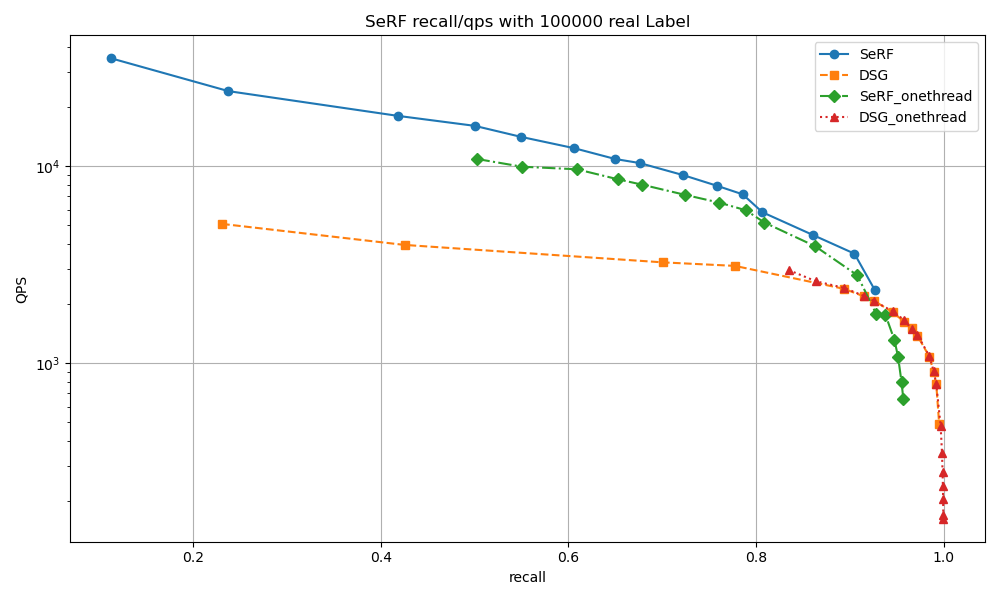 SeRF recall/qps with 100000 real Label
SeRF
DSG
SeRF_onethread
DSG_onethread
10^4
10^3
QPS
0.2 0.4 0.6 0.8 1.0
recall